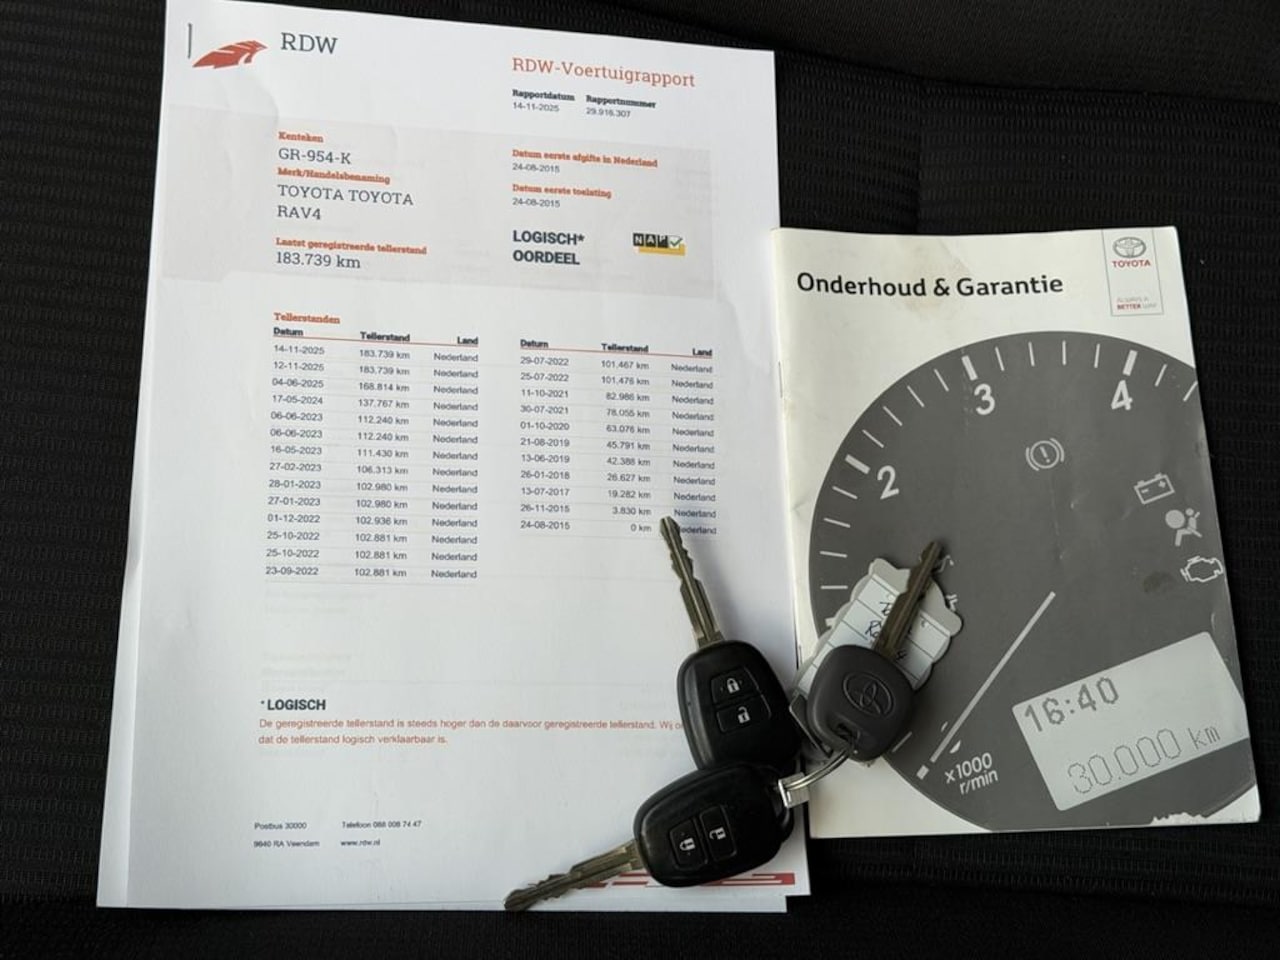 RDW
RDW-Voertuigrapport
Rapportdatum Rapportnummer
14-11-2025 29.916.307
Kenteken
GR-954-K
Merk/Handelsbenaming
TOYOTA TOYOTA
RAV4
Laatst geregistreerde tellerstand
183.739 km
Datum eerste afgifte in Nederland
24-08-2015
Datum eerste toelating
24-08-2015
LOGISCH*
OORDEEL
NAP
Tellerstanden
Datum Tellerstand Land
14-11-2025 183.739 km Nederland
12-11-2025 183.739 km Nederland
04-06-2025 168.814 km Nederland
17-05-2024 137.767 km Nederland
06-06-2023 112.240 km Nederland
06-06-2023 112.240 km Nederland
16-05-2023 111.430 km Nederland
27-02-2023 106.313 km Nederland
28-01-2023 102.980 km Nederland
27-01-2023 102.980 km Nederland
01-12-2022 102.936 km Nederland
25-10-2022 102.881 km Nederland
25-10-2022 102.881 km Nederland
23-09-2022 102.881 km Nederland
Datum Tellerstand Land
29-07-2022 101.467 km Nederland
25-07-2022 101.476 km Nederland
11-10-2021 82.986 km Nederland
30-07-2021 78.055 km Nederland
01-10-2020 63.076 km Nederland
21-08-2019 45.791 km Nederland
13-06-2019 42.388 km Nederland
26-01-2018 26.627 km Nederland
13-07-2017 19.282 km Nederland
26-11-2015 3.830 km Nederland
24-08-2015 0 km ederland
*LOGISCH
De geregistreerde tellerstand is steeds hoger dan de daarvoor geregistreerde tellerstand. Wij
dat de tellerstand logisch verklaarbaar is.
Postbus 30000 Telefoon 088 008 74 47
9640 RA Veendam www.rdw.nl
TOYOTA
ALWAYS A
BETTER WAY
Onderhoud & Garantie
2
3
4
16:40
30.000 km
x1000
r/min